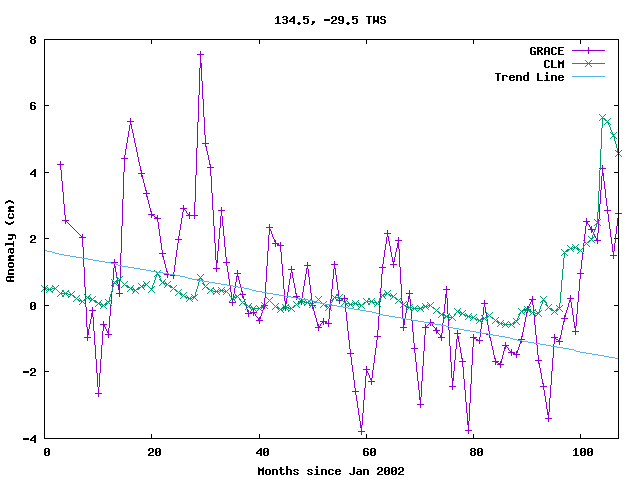 134.5, -29.5 TWS
GRACE
CLM
Trend Line
8
6
4
2
0
-2
-4
Anomaly (cm)
0 20 40 60 80 100
Months since Jan 2002